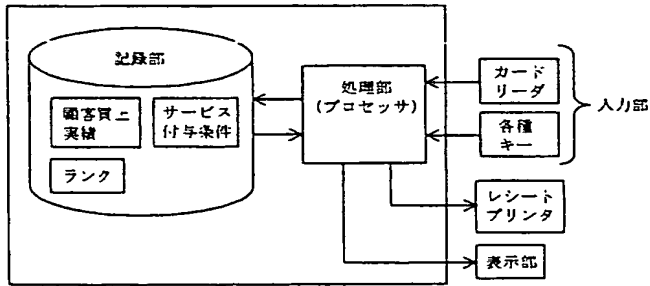 記録部
顧客買上
実績
サービス
付与条件
ランク
処理部
(プロセッサ)
カード
リーダ
各種
キー
入力部
レシート
プリンタ
表示部